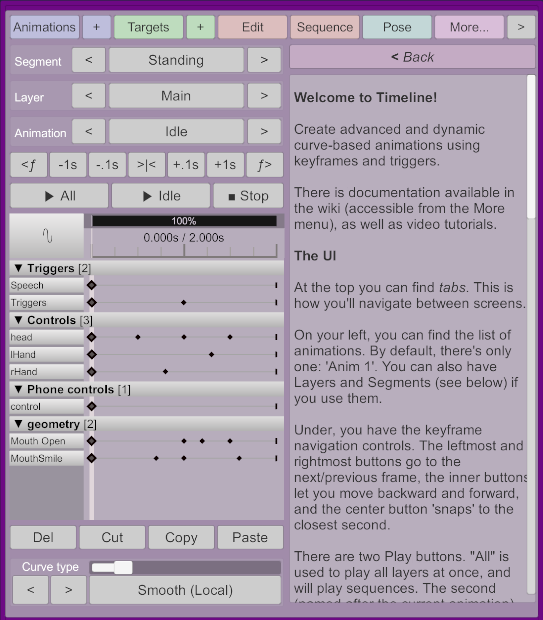 Animations + Targets + Edit Sequence Pose More... >
Segment < Standing >
Layer < Main >
Animation < Idle >
<ƒ -1s -.1s >|< +.1s +1s ƒ>
▶ All ▶ Idle ■ Stop
100%
0.000s / 2.000s
▼ Triggers [2]
Speech
Triggers
▼ Controls [3]
head
lHand
rHand
▼ Phone controls [1]
control
▼ geometry [2]
Mouth Open
MouthSmile
Del Cut Copy Paste
Curve type
< > Smooth (Local)
< Back
Welcome to Timeline!
Create advanced and dynamic
curve-based animations using
keyframes and triggers.
There is documentation available in
the wiki (accessible from the More
menu), as well as video tutorials.
The UI
At the top you can find tabs. This is
how you'll navigate between screens.
On your left, you can find the list of
animations. By default, there's only
one: 'Anim 1'. You can also have
Layers and Segments (see below) if
you use them.
Under, you have the keyframe
navigation controls. The leftmost and
rightmost buttons go to the
next/previous frame, the inner buttons
let you move backward and forward,
and the center button 'snaps' to the
closest second.
There are two Play buttons. "All" is
used to play all layers at once, and
will play sequences. The second
(named after the current animation)